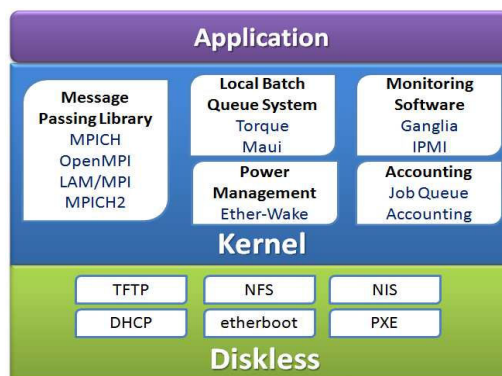 Application
Message
Passing Library
MPICH
OpenMPI
LAM/MPI
MPICH2
Local Batch
Queue System
Torque
Maui
Power
Management
Ether-Wake
Monitoring
Software
Ganglia
IPMI
Accounting
Job Queue
Accounting
Kernel
TFTP
NFS
NIS
DHCP
etherboot
PXE
Diskless